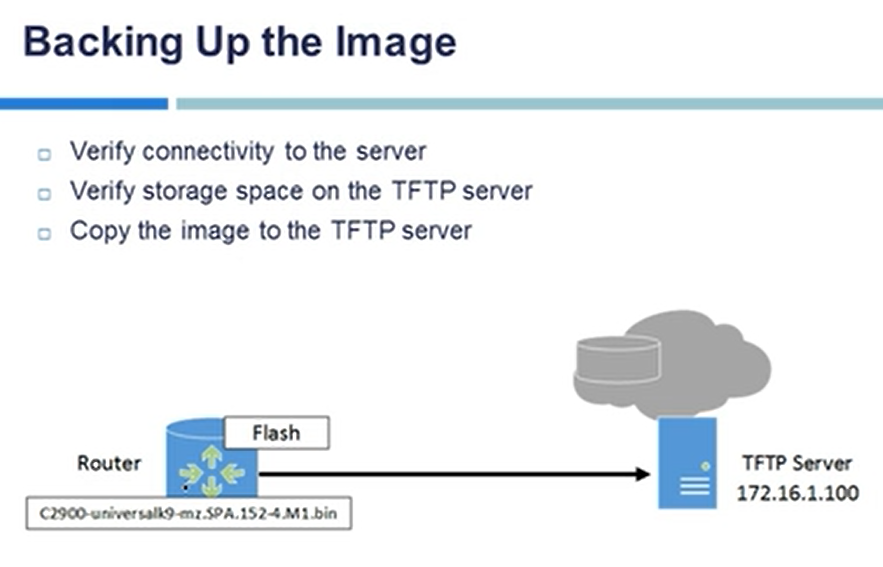 Backing Up the Image
Verify connectivity to the server
Verify storage space on the TFTP server
Copy the image to the TFTP server
Flash
Router
C2900-universalk9-mz.SPA.152-4.M1.bin
TFTP Server
172.16.1.100